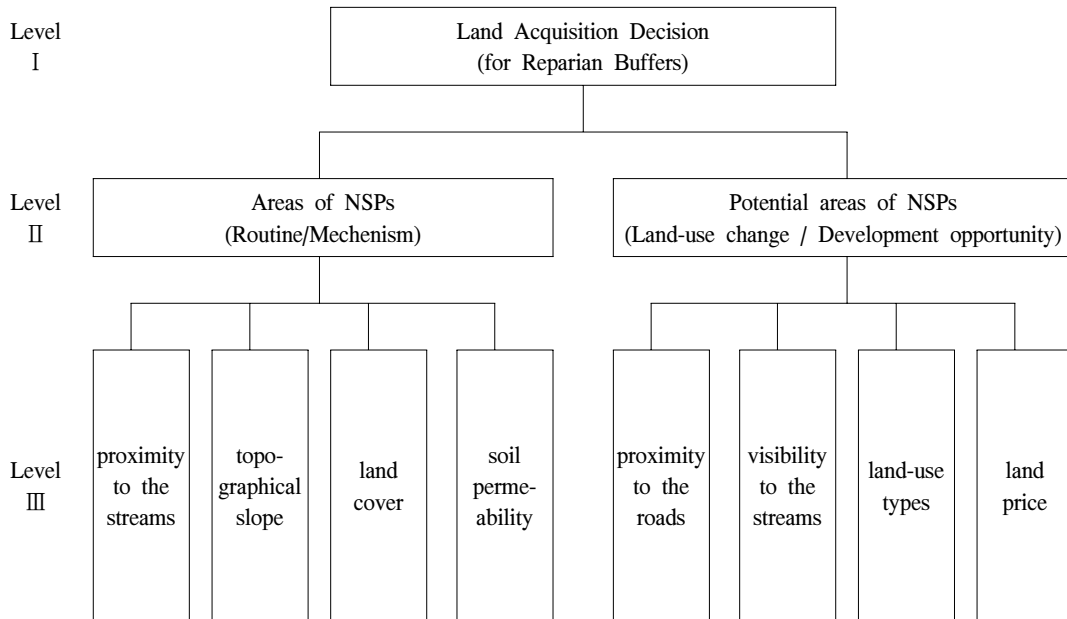 Level
Ⅰ
Land Acquisition Decision
(for Reparian Buffers)
Level
Ⅱ
Areas of NSPs
(Routine/Mechenism)
Potential areas of NSPs
(Land-use change / Development opportunity)
Level
Ⅲ
proximity
to the
streams
topo-
graphical
slope
land
cover
soil
perme-
ability
proximity
to the
roads
visibility
to the
streams
land-use
types
land
price